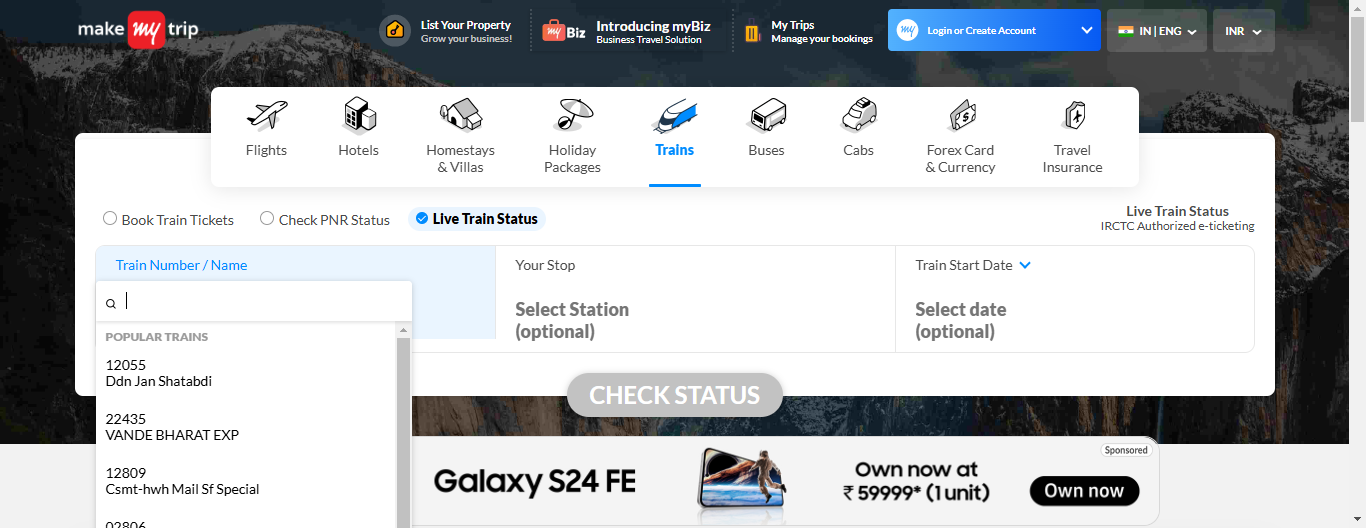 make my trip
List Your Property
Grow your business!
my Biz
Introducing myBiz
Business Travel Solution
My Trips
Manage your bookings
my
Login or Create Account
IN | ENG
INR
Flights
Hotels
Homestays
& Villas
Holiday
Packages
Trains
Buses
Cabs
Forex Card
& Currency
Travel
Insurance
Book Train Tickets
Check PNR Status
Live Train Status
Live Train Status
IRCTC Authorized e-ticketing
Train Number / Name
Your Stop
Select Station
(optional)
Train Start Date
Select date
(optional)
POPULAR TRAINS
12055
Ddn Jan Shatabdi
22435
VANDE BHARAT EXP
12809
Csmt-hwh Mail Sf Special
02806
CHECK STATUS
Sponsored
Galaxy S24 FE
Own now at
₹ 59999* (1 unit)
Own now